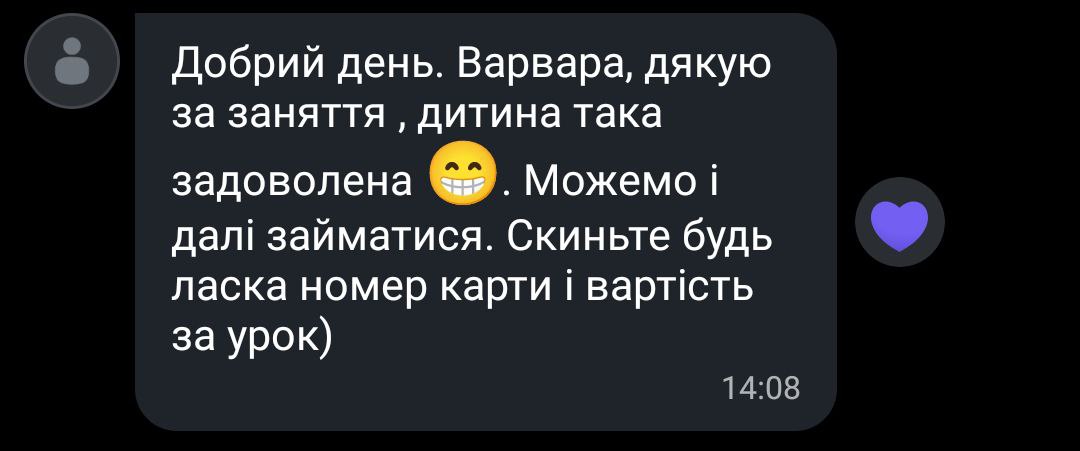 Добрий день. Варвара, дякую
за заняття , дитина така
задоволена 😁. Можемо і
далі займатися. Скиньте будь
ласка номер карти і вартість
за урок)
14:08